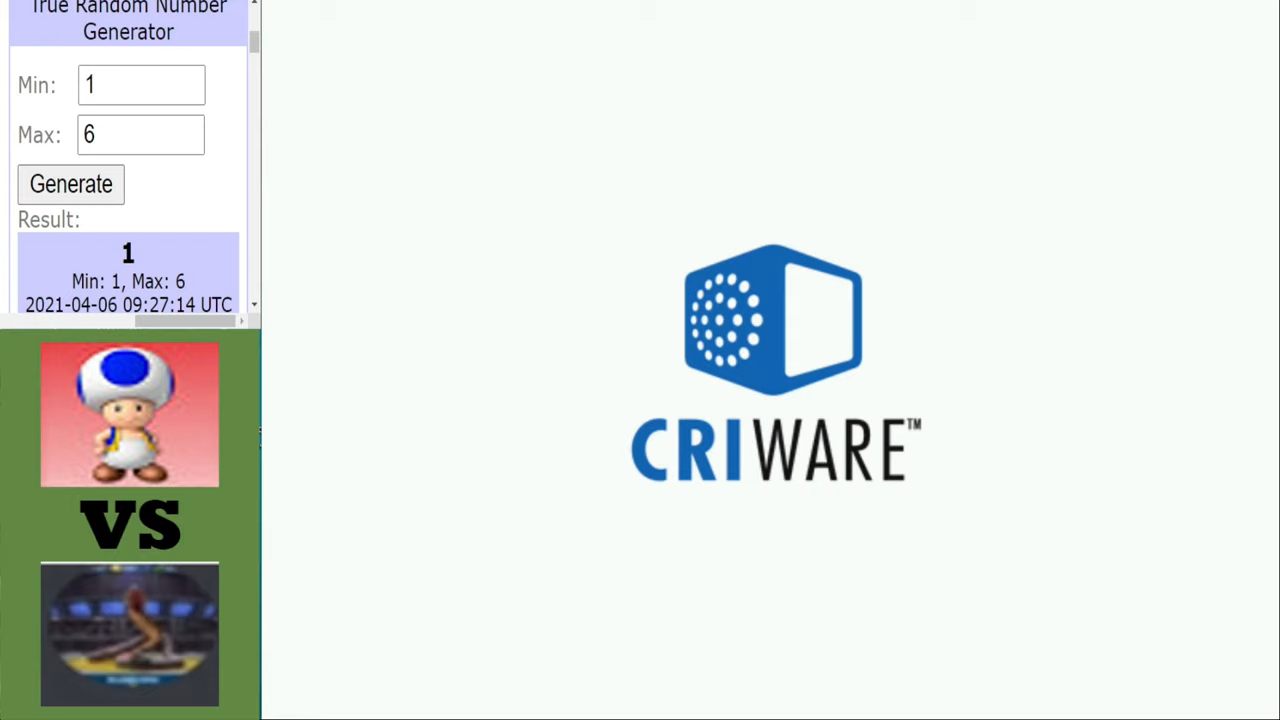 True Random Number
Generator
Min: 1
Max: 6
Generate
Result:
1
Min: 1, Max: 6
2021-04-06 09:27:14 UTC
VS
CRIWARE™